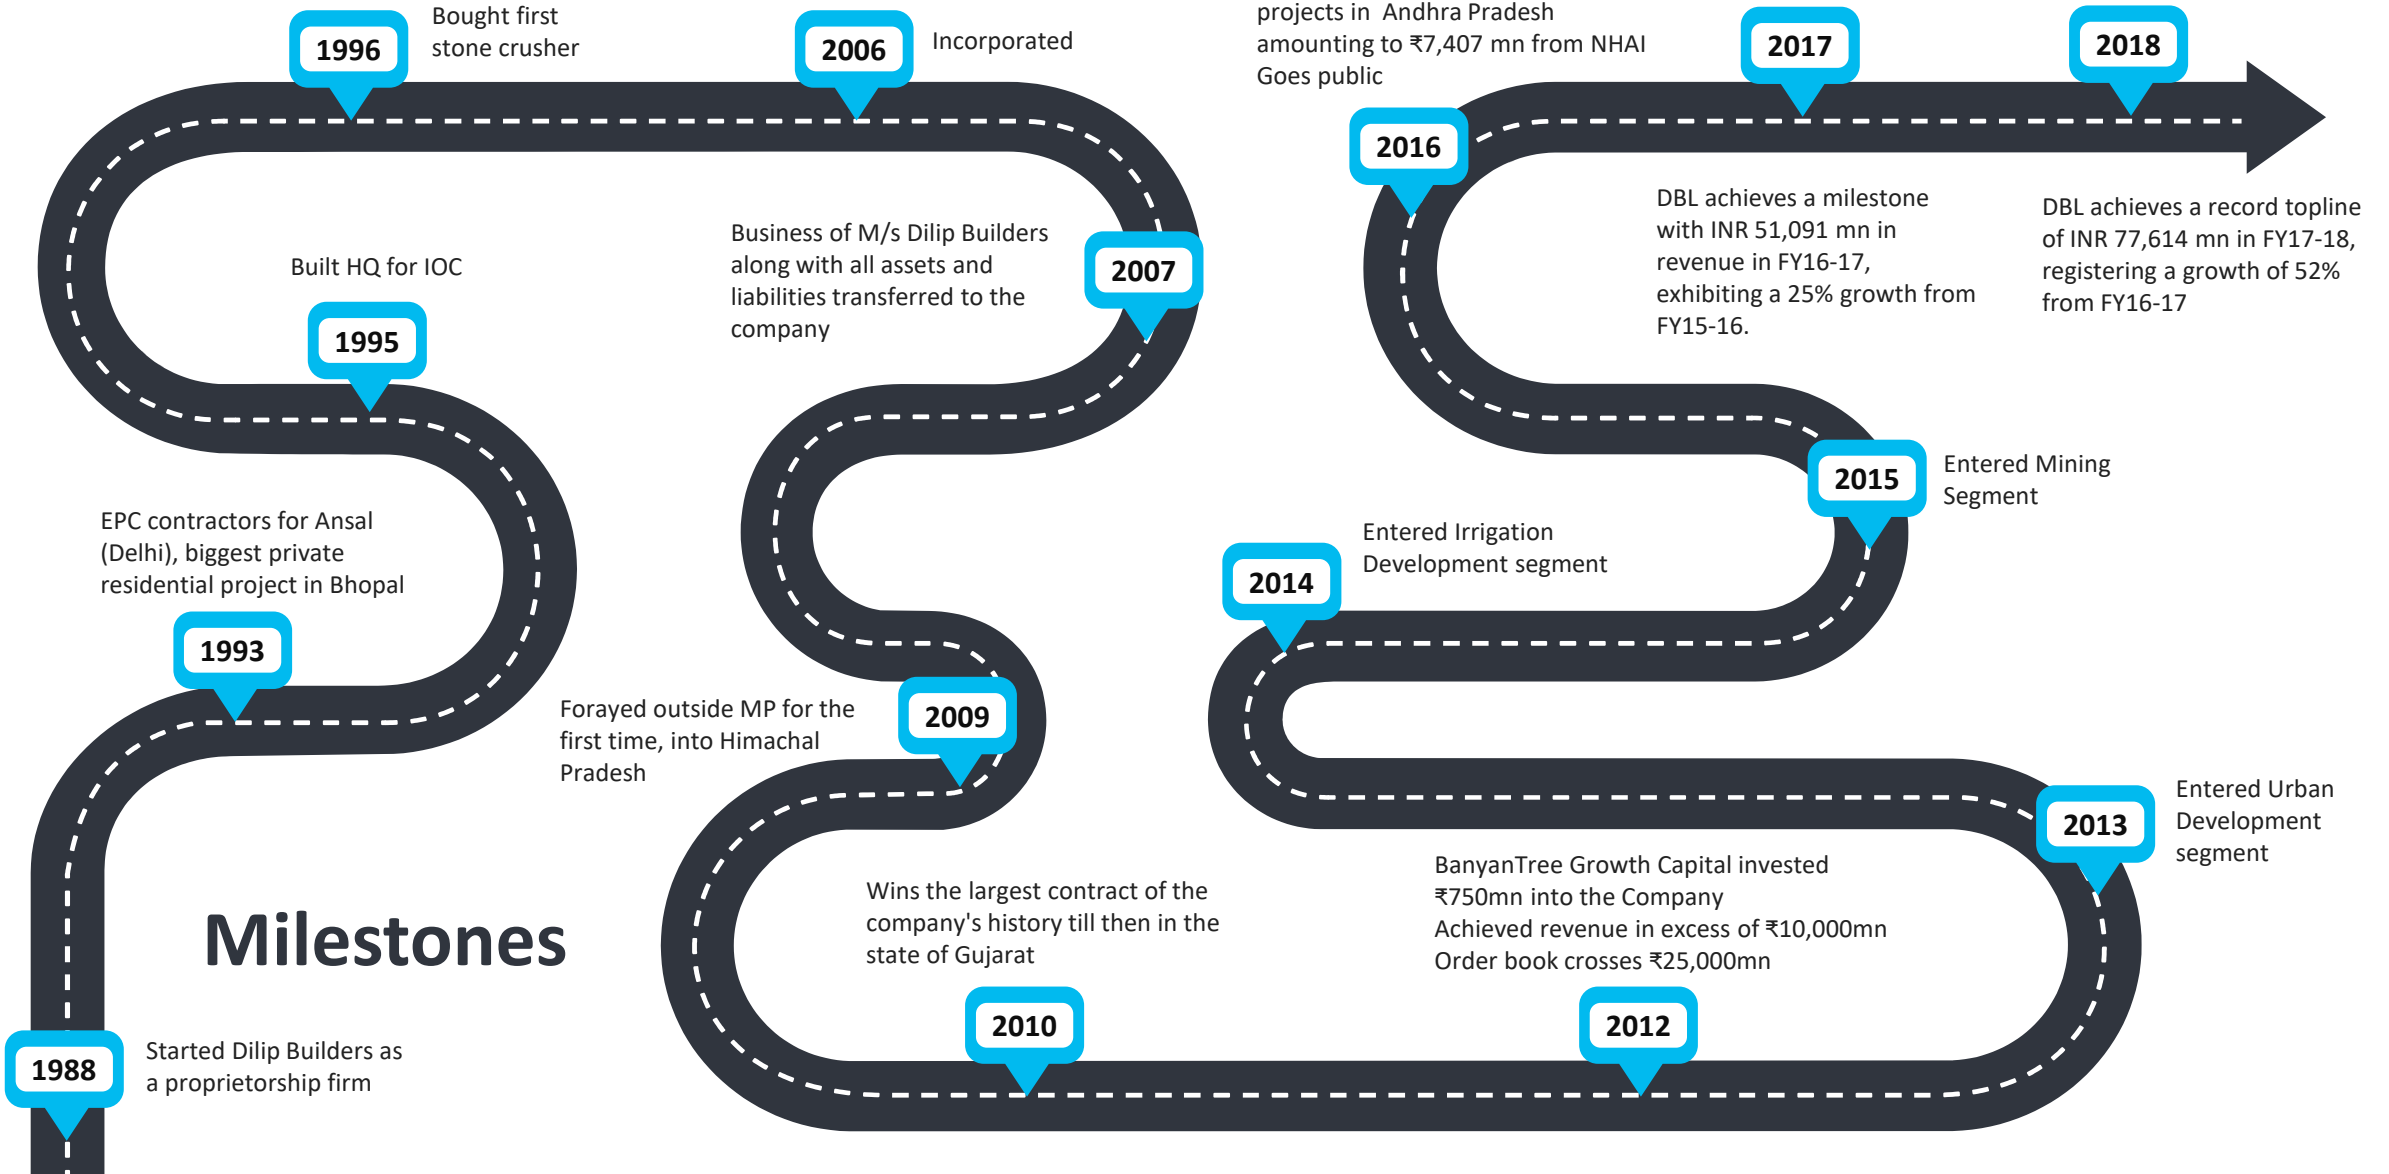 Bought first
stone crusher
1996
2006
Incorporated
projects in Andhra Pradesh
amounting to ₹7,407 mn from NHAI
Goes public
2017
2018
2016
DBL achieves a milestone
with INR 51,091 mn in
revenue in FY16-17,
exhibiting a 25% growth from
FY15-16.
DBL achieves a record topline
of INR 77,614 mn in FY17-18,
registering a growth of 52%
from FY16-17
Business of M/s Dilip Builders
along with all assets and
liabilities transferred to the
company
2007
Built HQ for IOC
1995
Entered Mining
Segment
2015
EPC contractors for Ansal
(Delhi), biggest private
residential project in Bhopal
1993
Entered Irrigation
Development segment
2014
Forayed outside MP for the
first time, into Himachal
Pradesh
2009
Entered Urban
Development
segment
2013
Wins the largest contract of the
company's history till then in the
state of Gujarat
2010
BanyanTree Growth Capital invested
₹750mn into the Company
Achieved revenue in excess of ₹10,000mn
Order book crosses ₹25,000mn
2012
Milestones
1988
Started Dilip Builders as
a proprietorship firm